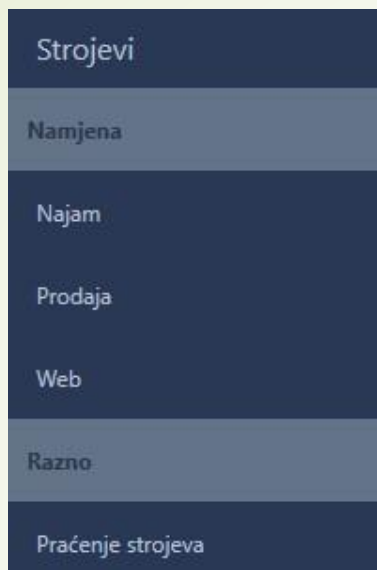 Strojevi
Namjena
Najam
Prodaja
Web
Razno
Praćenje strojeva